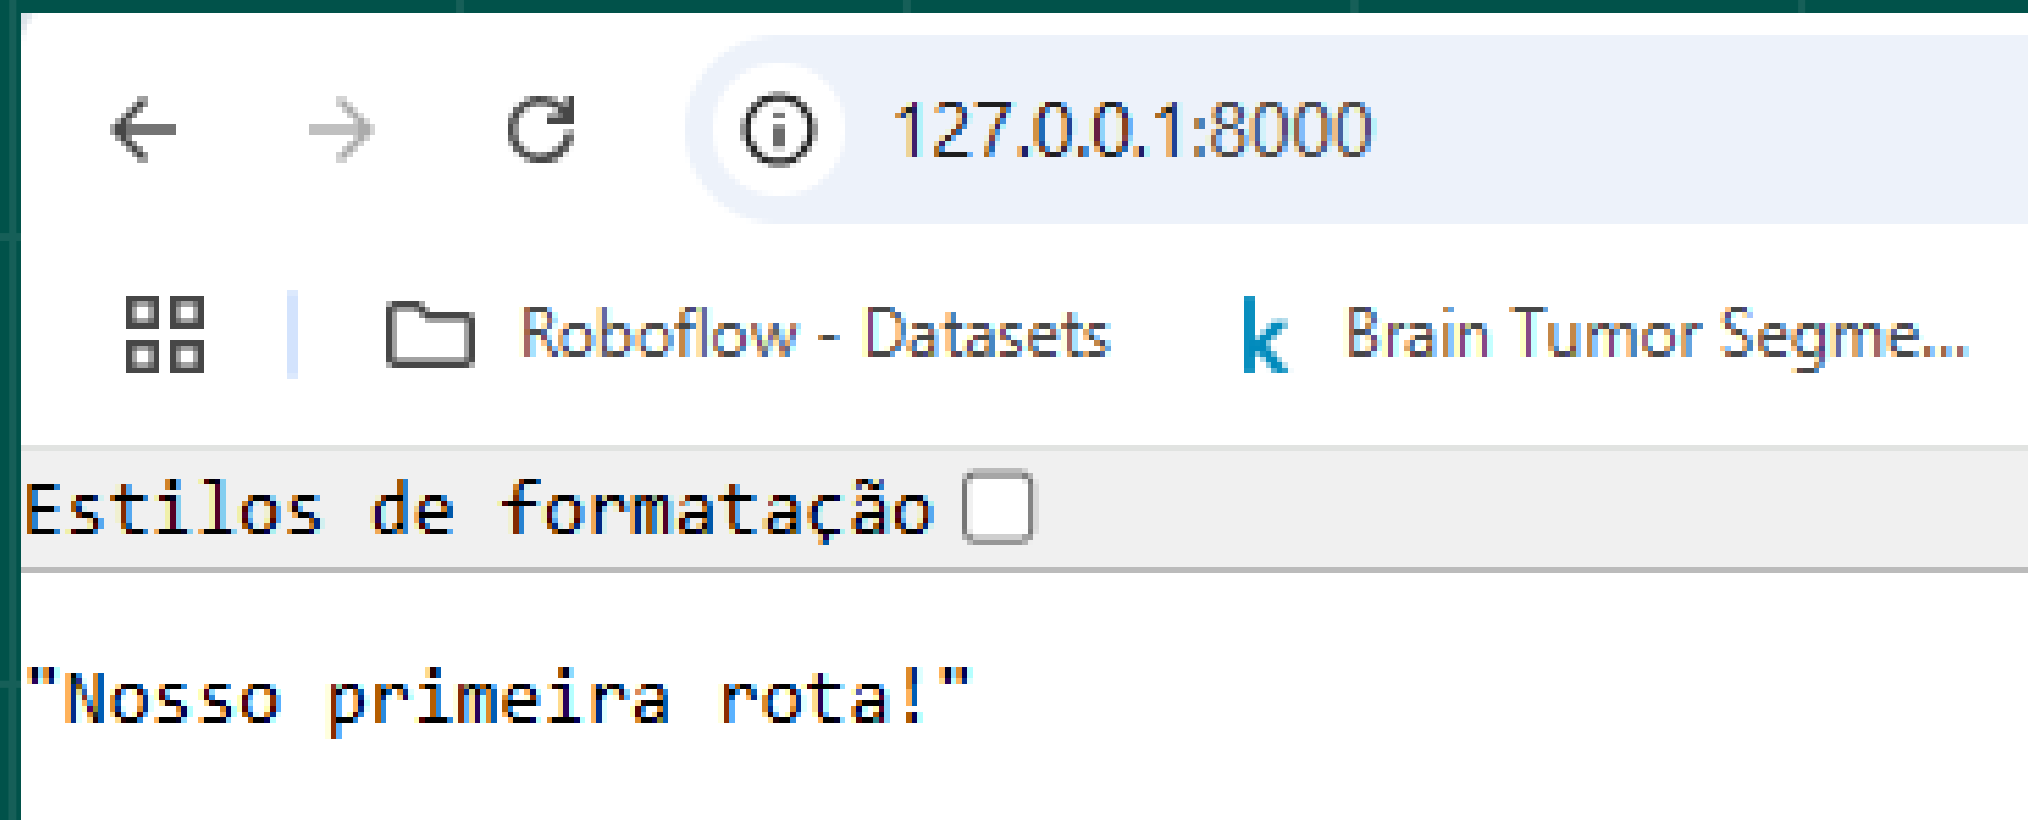 127.0.0.1:8000
Roboflow - Datasets Brain Tumor Segme...
Estilos de formatação
"Nosso primeira rota!"